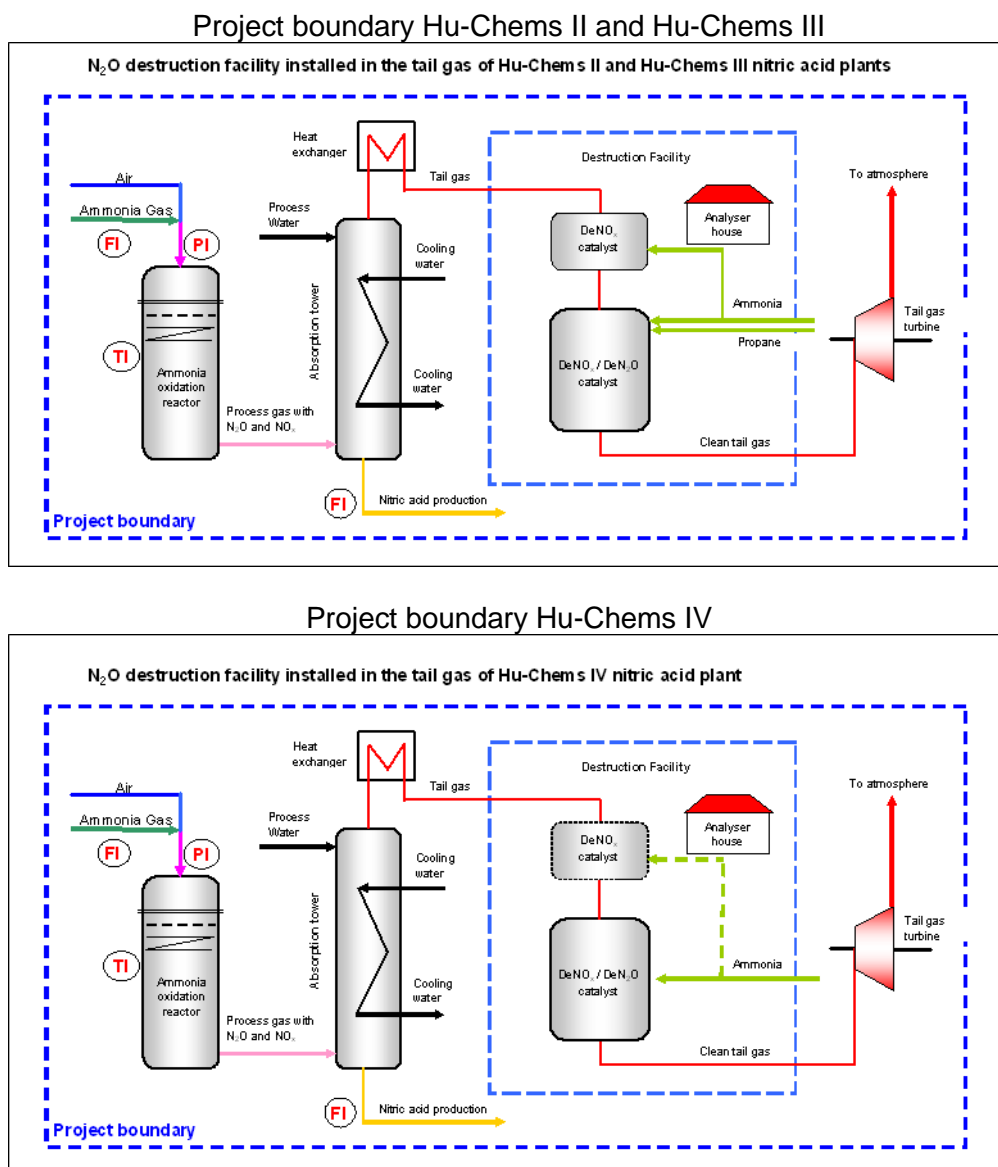 Project boundary Hu-Chems II and Hu-Chems III
N₂O destruction facility installed in the tail gas of Hu-Chems II and Hu-Chems III nitric acid plants
Heat
exchanger
Destruction Facility
Air
Tail gas
To atmosphere
Ammonia Gas
Process
Water
Analyser
house
FI
PI
DeNOₓ
catalyst
Cooling
water
Absorption tower
Ammonia
Tail gas
turbine
Propane
TI
Ammonia
oxidation
reactor
DeNOₓ / DeN₂O
catalyst
Cooling
water
Process gas with
N₂O and NOₓ
Clean tail gas
FI
Nitric acid production
Project boundary
Project boundary Hu-Chems IV
N₂O destruction facility installed in the tail gas of Hu-Chems IV nitric acid plant
Heat
exchanger
Destruction Facility
Air
Tail gas
To atmosphere
Ammonia Gas
Process
Water
Analyser
house
FI
PI
DeNOₓ
catalyst
Cooling
water
Absorption tower
Tail gas
turbine
TI
Ammonia
Ammonia
oxidation
reactor
DeNOₓ / DeN₂O
catalyst
Cooling
water
Process gas with
N₂O and NOₓ
Clean tail gas
FI
Nitric acid production
Project boundary